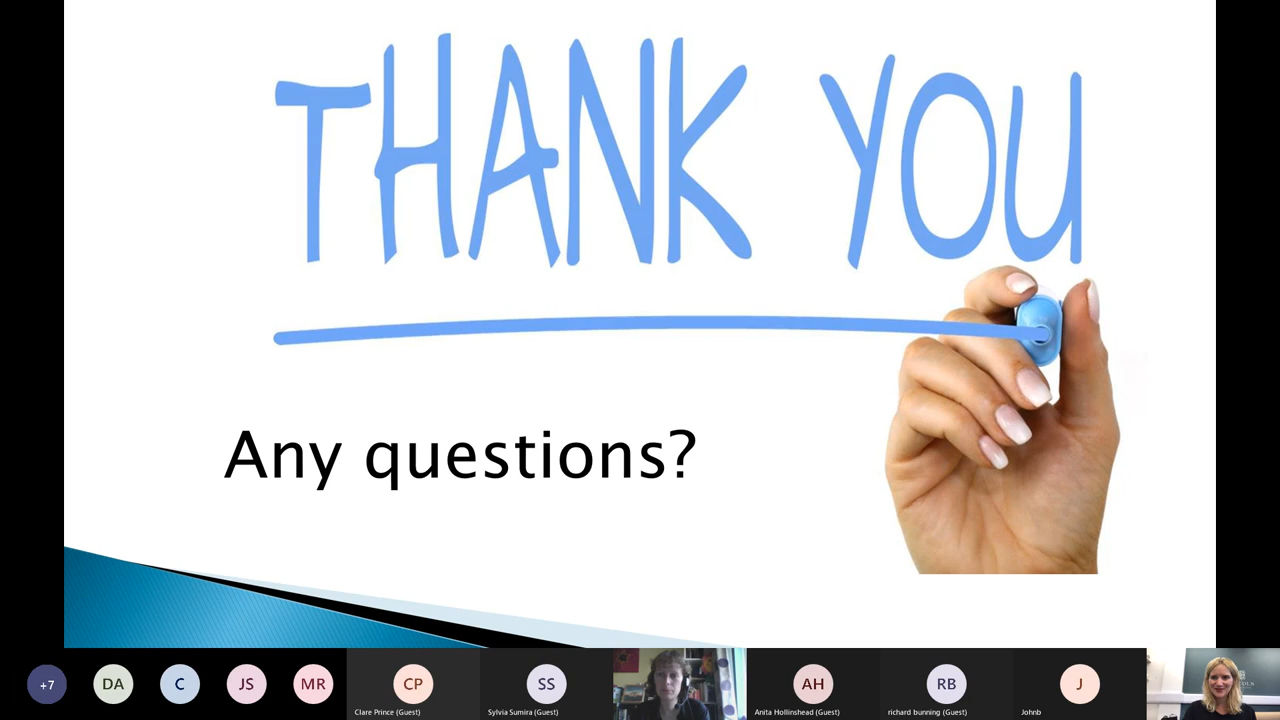 THANK YOU
Any questions?
+7
DA
C
JS
MR
CP
SS
AH
RB
J
Clare Prince (Guest)
Sylvia Sumira (Guest)
Anita Hollinshead (Guest)
richard bunning (Guest)
Johnb